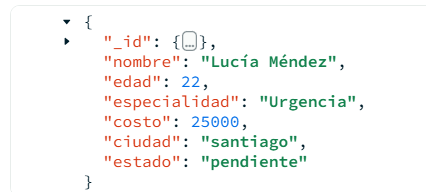 {
"_id": {…},
"nombre": "Lucía Méndez",
"edad": 22,
"especialidad": "Urgencia",
"costo": 25000,
"ciudad": "santiago",
"estado": "pendiente"
}